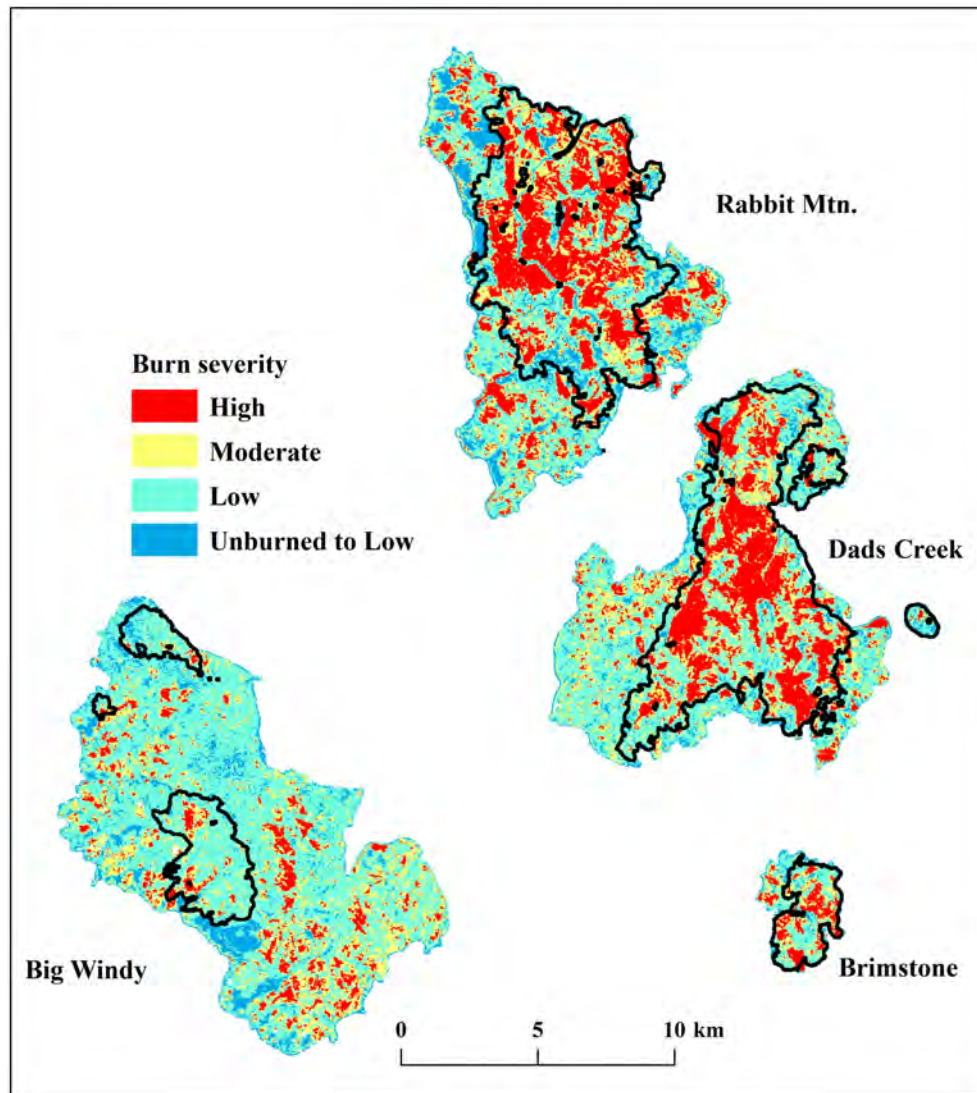 Rabbit Mtn.
Burn severity
High
Moderate
Low
Unburned to Low
Dads Creek
Big Windy
Brimstone
0 5 10 km